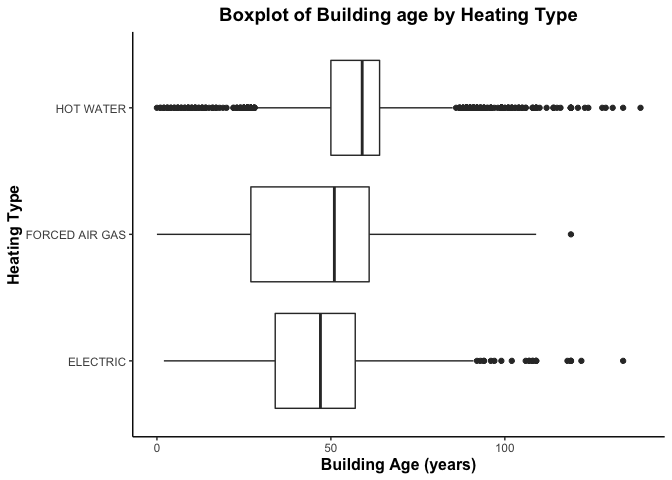 Boxplot of Building age by Heating Type
Heating Type
HOT WATER
FORCED AIR GAS
ELECTRIC
0 50 100
Building Age (years)